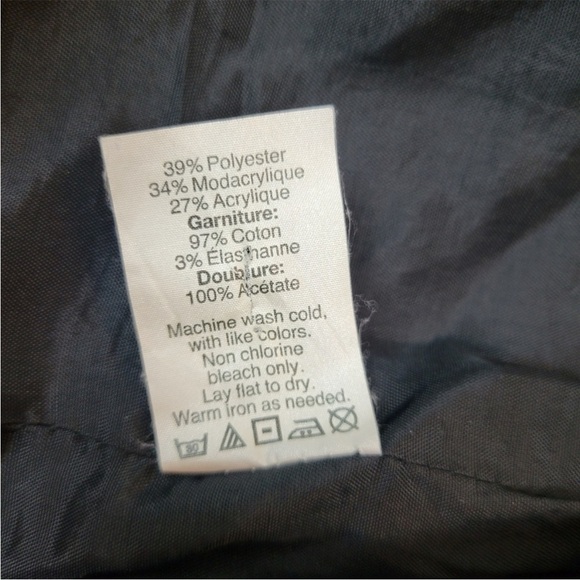 39% Polyester
34% Modacrylique
27% Acrylique
Garniture:
97% Coton
3% Élasthanne
Doublure:
100% Acétate
Machine wash cold,
with like colors.
Non chlorine
bleach only.
Lay flat to dry.
Warm iron as needed.
30